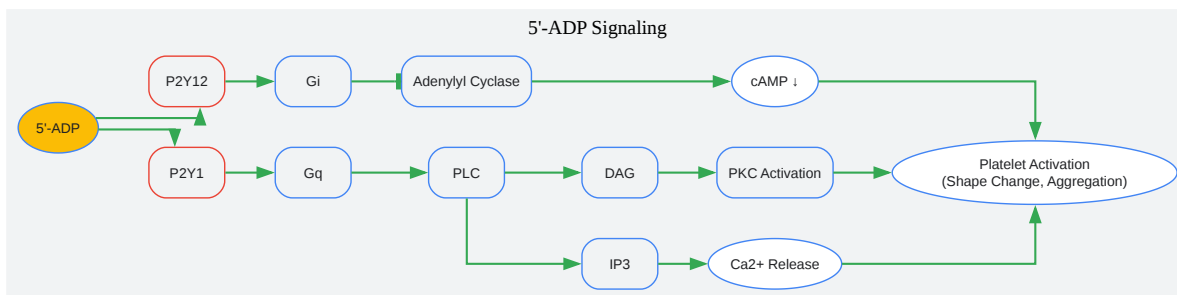 5'-ADP Signaling
P2Y12
Gi
Adenylyl Cyclase
cAMP ↓
5'-ADP
P2Y1
Gq
PLC
DAG
PKC Activation
Platelet Activation
(Shape Change, Aggregation)
IP3
Ca2+ Release